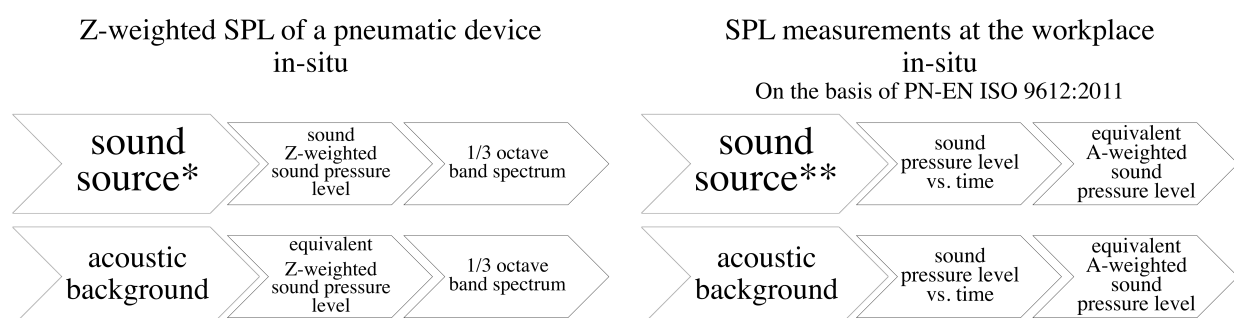 Z-weighted SPL of a pneumatic device
in-situ
sound
source*
sound
Z-weighted
sound pressure
level
1/3 octave
band spectrum
acoustic
background
equivalent
Z-weighted
sound pressure
level
1/3 octave
band spectrum
SPL measurements at the workplace
in-situ
On the basis of PN-EN ISO 9612:2011
sound
source**
sound
pressure level
vs. time
equivalent
A-weighted
sound
pressure level
acoustic
background
sound
pressure level
vs. time
equivalent
A-weighted
sound
pressure level